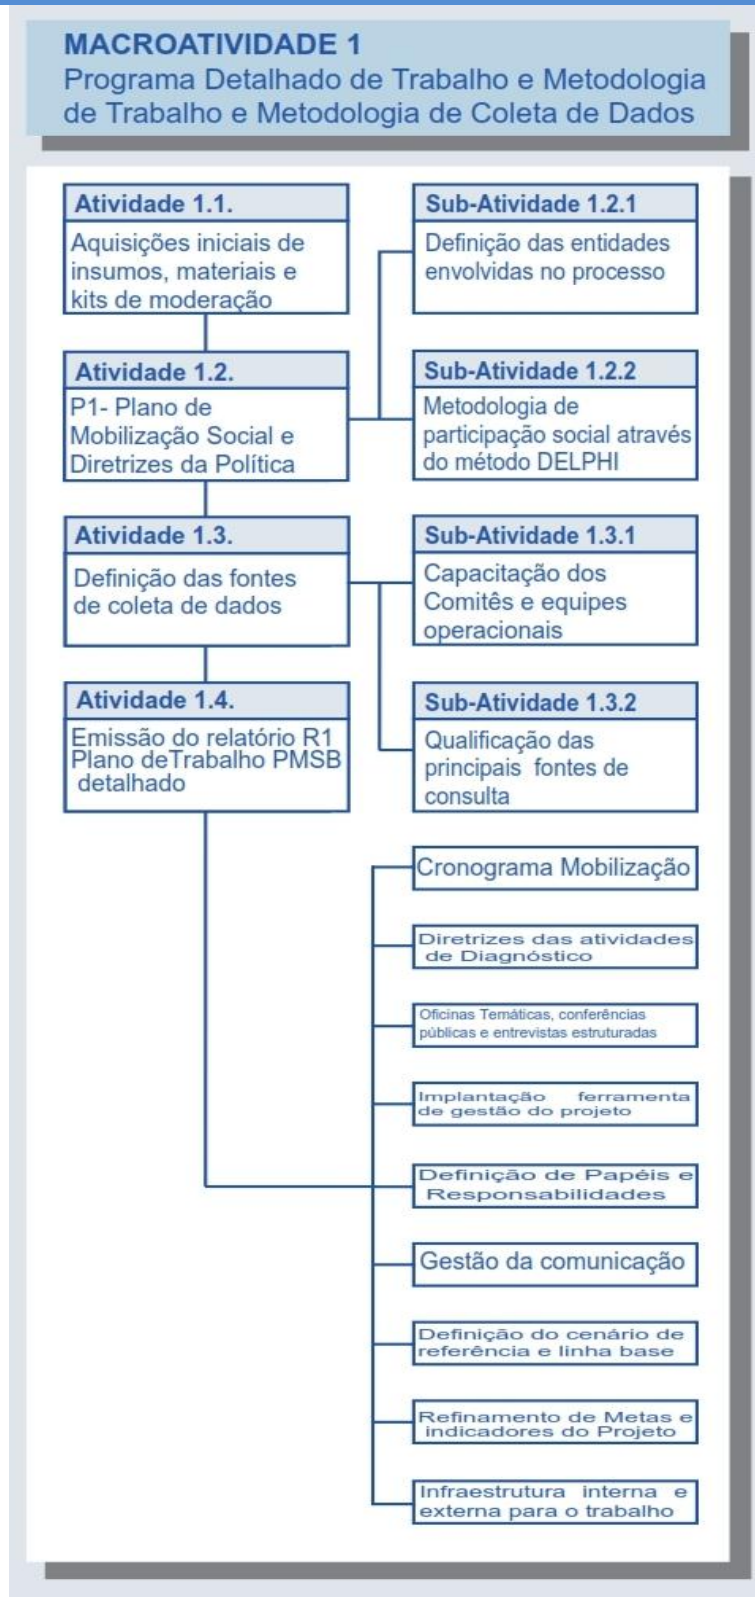 MACROATIVIDADE 1
Programa Detalhado de Trabalho e Metodologia
de Trabalho e Metodologia de Coleta de Dados
Atividade 1.1.
Aquisições iniciais de
insumos, materiais e
kits de moderação
Sub-Atividade 1.2.1
Definição das entidades
envolvidas no processo
Atividade 1.2.
P1- Plano de
Mobilização Social e
Diretrizes da Política
Sub-Atividade 1.2.2
Metodologia de
participação social através
do método DELPHI
Atividade 1.3.
Definição das fontes
de coleta de dados
Sub-Atividade 1.3.1
Capacitação dos
Comitês e equipes
operacionais
Atividade 1.4.
Emissão do relatório R1
Plano deTrabalho PMSB
detalhado
Sub-Atividade 1.3.2
Qualificação das
principais fontes de
consulta
Cronograma Mobilização
Diretrizes das atividades
de Diagnóstico
Oficinas Temáticas, conferências
públicas e entrevistas estruturadas
Implantação ferramenta
de gestão do projeto
Definição de Papéis e
Responsabilidades
Gestão da comunicação
Definição do cenário de
referência e linha base
Refinamento de Metas e
indicadores do Projeto
Infraestrutura interna e
externa para o trabalho